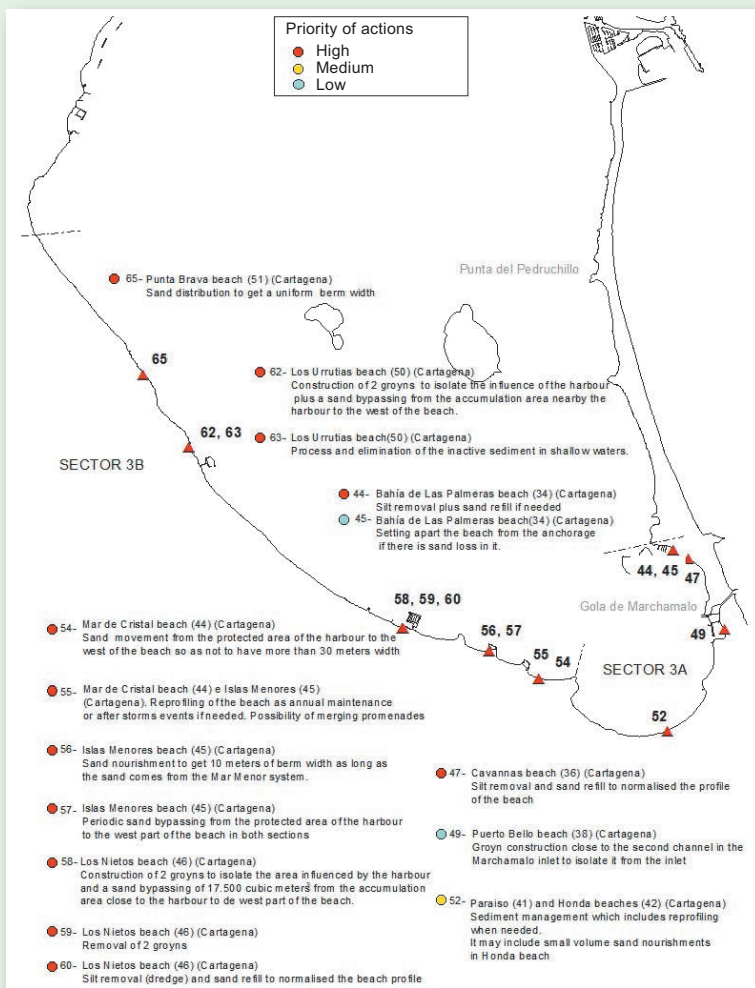 Priority of actions
High
Medium
Low
Punta del Pedruchillo
65- Punta Brava beach (51) (Cartagena)
Sand distribution to get a uniform berm width
65
62- Los Urrutias beach (50) (Cartagena)
Construction of 2 groyns to isolate the influence of the harbour
plus a sand bypassing from the accumulation area nearby the
harbour to the west of the beach.
62, 63
63- Los Urrutias beach(50) (Cartagena)
Process and elimination of the inactive sediment in shallow waters.
SECTOR 3B
44- Bahía de Las Palmeras beach (34) (Cartagena)
Silt removal plus sand refill if needed
45- Bahía de Las Palmeras beach(34) (Cartagena)
Setting apart the beach from the anchorage
if there is sand loss in it.
44, 45
47
58, 59, 60
Gola de Marchamalo
49
54- Mar de Cristal beach (44) (Cartagena)
Sand movement from the protected area of the harbour to the
west of the beach so as not to have more than 30 meters width
56, 57
55
54
SECTOR 3A
55- Mar de Cristal beach (44) e Islas Menores (45)
(Cartagena). Reprofiling of the beach as annual maintenance
or after storms events if needed. Possibility of merging promenades
52
56- Islas Menores beach (45) (Cartagena)
Sand nourishment to get 10 meters of berm width as long as
the sand comes from the Mar Menor system.
57- Islas Menores beach (45) (Cartagena)
Periodic sand bypassing from the protected area of the harbour
to the west part of the beach in both sections
58- Los Nietos beach (46) (Cartagena)
Construction of 2 groyns to isolate the area influenced by the harbour
and a sand bypassing of 17.500 cubic meters from the accumulation
area close to the harbour to de west part of the beach.
59- Los Nietos beach (46) (Cartagena)
Removal of 2 groyns
60- Los Nietos beach (46) (Cartagena)
Silt removal (dredge) and sand refill to normalised the beach profile
47- Cavannas beach (36) (Cartagena)
Silt removal and sand refill to normalised the profile
of the beach
49- Puerto Bello beach (38) (Cartagena)
Groyn construction close to the second channel in the
Marchamalo inlet to isolate it from the inlet
52- Paraiso (41) and Honda beaches (42) (Cartagena)
Sediment management which includes reprofiling
when needed.
It may include small volume sand nourishments
in Honda beach